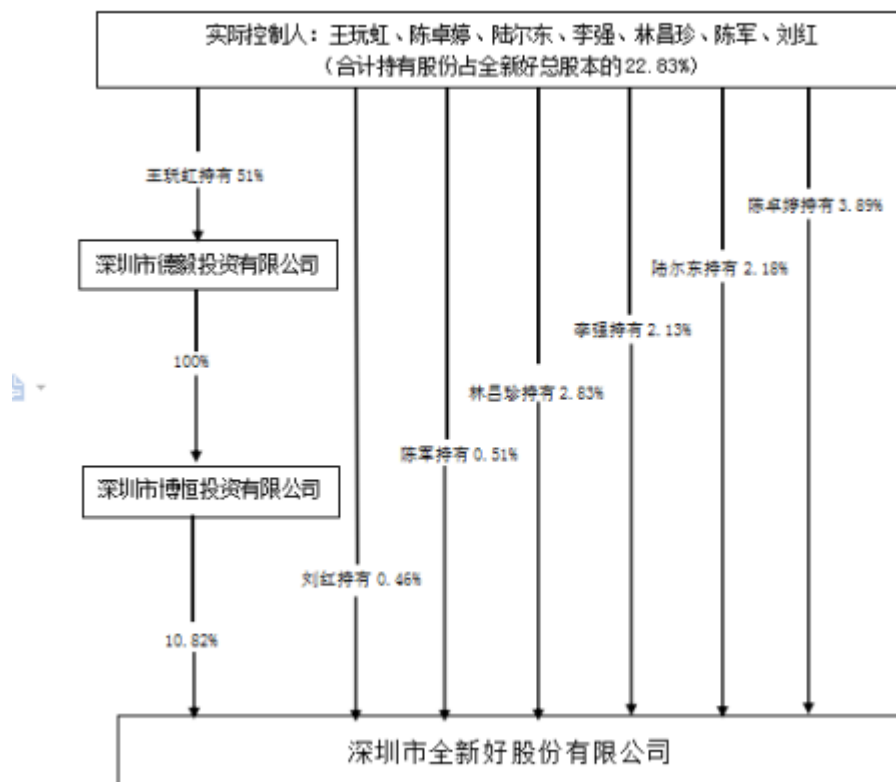 实际控制人：王玩虹、陈卓婷、陆尔东、李强、林昌珍、陈军、刘红
（合计持有股份占全新好总股本的22.83%）
王玩虹持有 51%
陈卓婷持有 3.89%
深圳市德毅投资有限公司
陆尔东持有 2.18%
李强持有 2.13%
100%
林昌珍持有 2.83%
陈军持有 0.51%
深圳市博恒投资有限公司
刘红持有 0.46%
10.82%
深圳市全新好股份有限公司